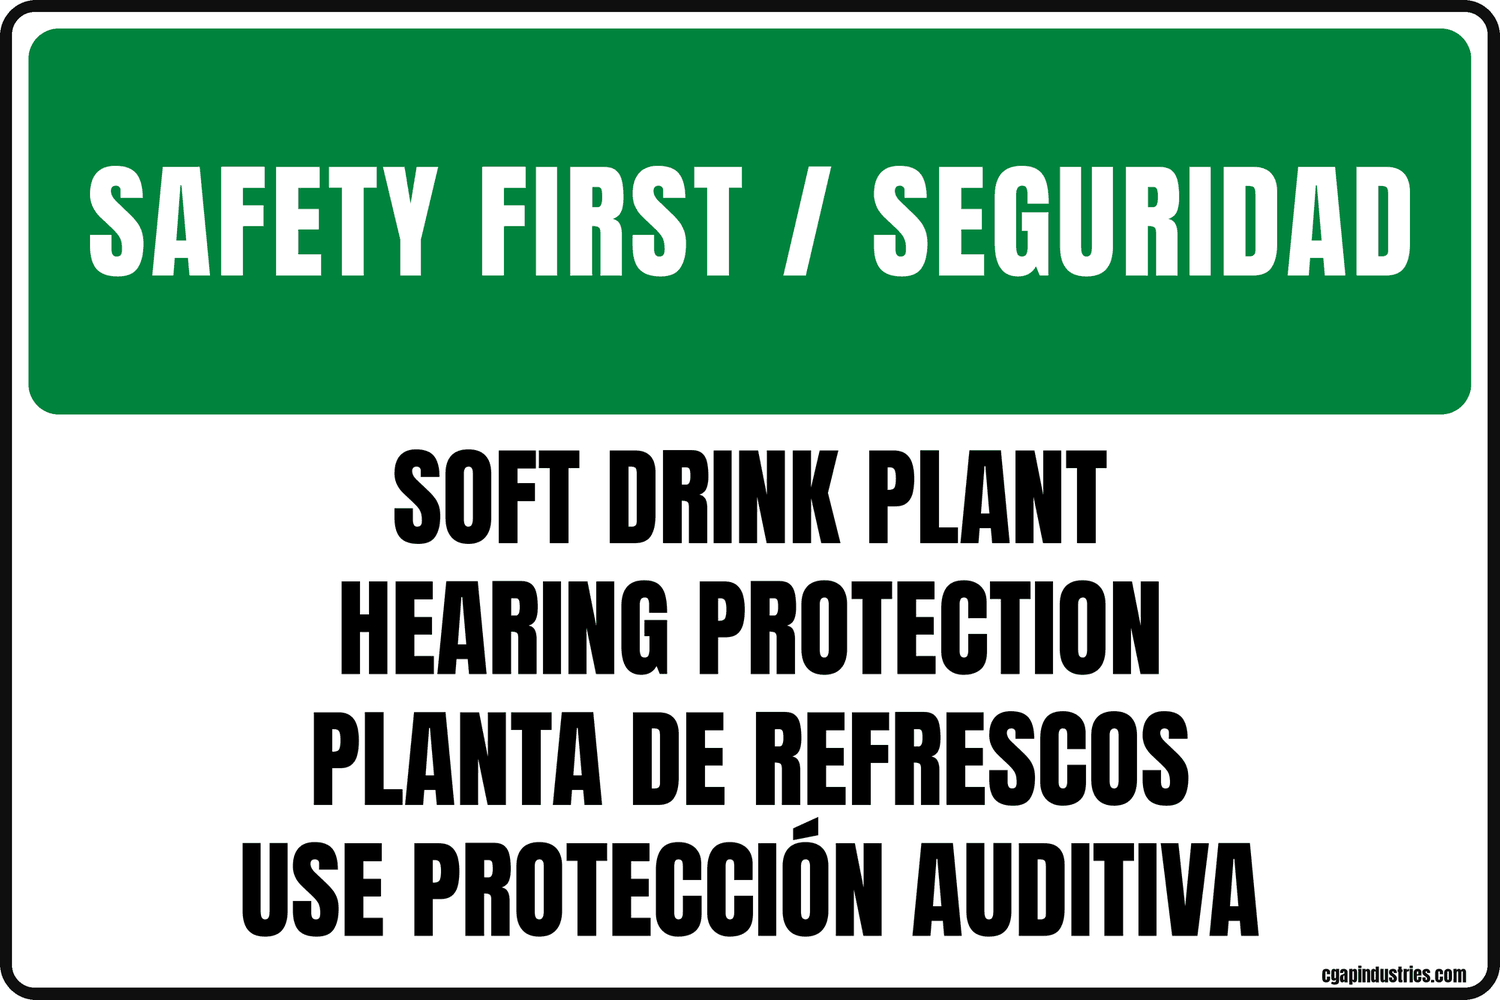 SAFETY FIRST / SEGURIDAD
SOFT DRINK PLANT
HEARING PROTECTION
PLANTA DE REFRESCOS
USE PROTECCIÓN AUDITIVA
cgapindustries.com